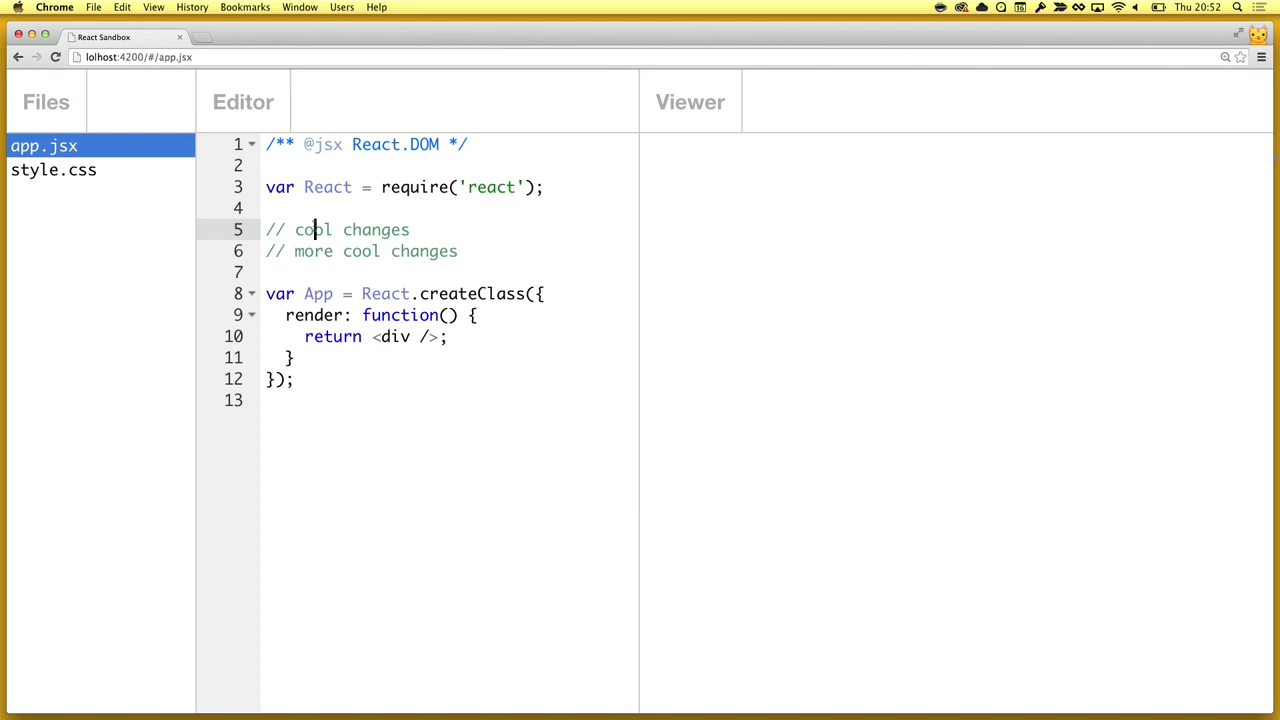 Chrome File Edit View History Bookmarks Window Users Help
16
Thu 20:52
React Sandbox
lolhost:4200/#/app.jsx
Files
Editor
Viewer
app.jsx
style.css
1 /** @jsx React.DOM */
2
3 var React = require('react');
4
5 // cool changes
6 // more cool changes
7
8 var App = React.createClass({
9 render: function() {
10 return <div />;
11 }
12 });
13